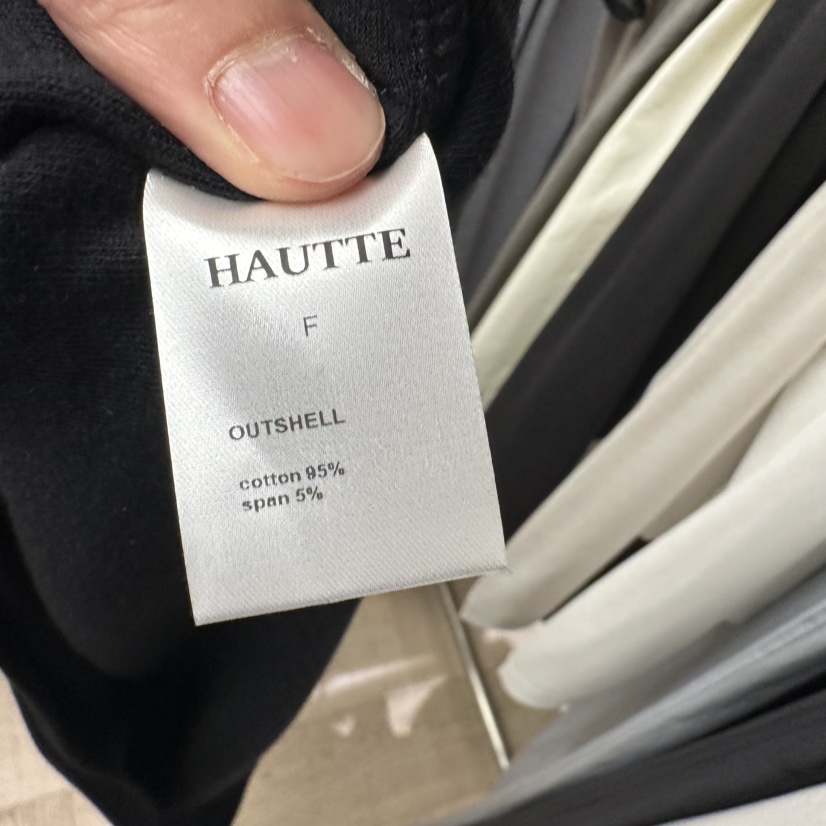 HAUTTE
F
OUTSHELL
cotton 95%
span 5%